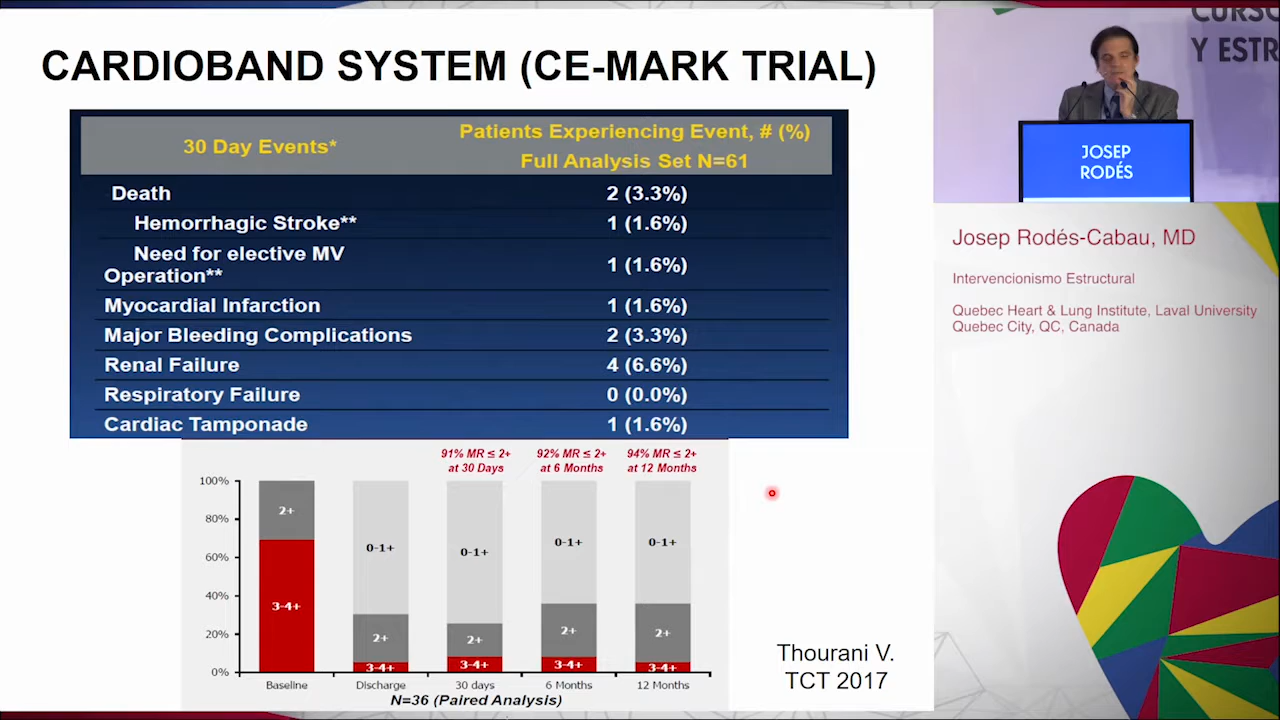 CARDIOBAND SYSTEM (CE-MARK TRIAL)
30 Day Events*
Patients Experiencing Event, # (%)
Full Analysis Set N=61
Death 2 (3.3%)
Hemorrhagic Stroke** 1 (1.6%)
Need for elective MV
Operation** 1 (1.6%)
Myocardial Infarction 1 (1.6%)
Major Bleeding Complications 2 (3.3%)
Renal Failure 4 (6.6%)
Respiratory Failure 0 (0.0%)
Cardiac Tamponade 1 (1.6%)
91% MR ≤ 2+
at 30 Days
92% MR ≤ 2+
at 6 Months
94% MR ≤ 2+
at 12 Months
100%
80%
60%
40%
20%
0%
2+
3-4+
0-1+
2+
3-4+
0-1+
2+
3-4+
0-1+
2+
3-4+
0-1+
2+
3-4+
Baseline Discharge 30 days 6 Months 12 Months
N=36 (Paired Analysis)
Thourani V.
TCT 2017
CURSO
Y ESTR
JOSEP
RODÉS
Josep Rodés-Cabau, MD
Intervencionismo Estructural
Quebec Heart & Lung Institute, Laval University
Quebec City, QC, Canada